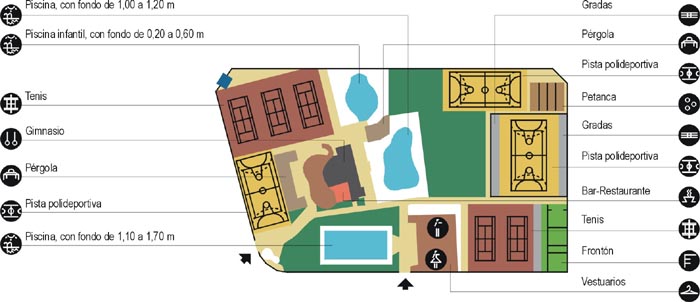 Piscina, con fondo de 1,00 a 1,20 m
Piscina infantil, con fondo de 0,20 a 0,60 m
Tenis
Gimnasio
Pérgola
Pista polideportiva
Piscina, con fondo de 1,10 a 1,70 m
Gradas
Pérgola
Pista polideportiva
Petanca
Gradas
Pista polideportiva
Bar-Restaurante
Tenis
Frontón
F
Vestuarios